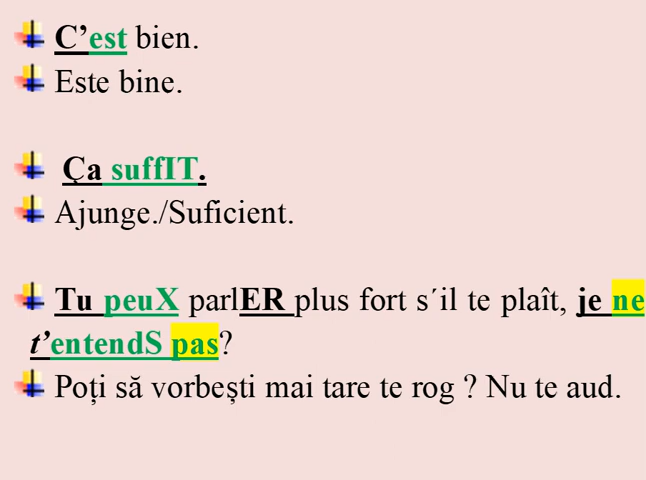 C’est bien.
Este bine.
Ça suffIT.
Ajunge./Suficient.
Tu peuX parlER plus fort s´il te plaît, je ne
t’entendS pas?
Poți să vorbești mai tare te rog ? Nu te aud.